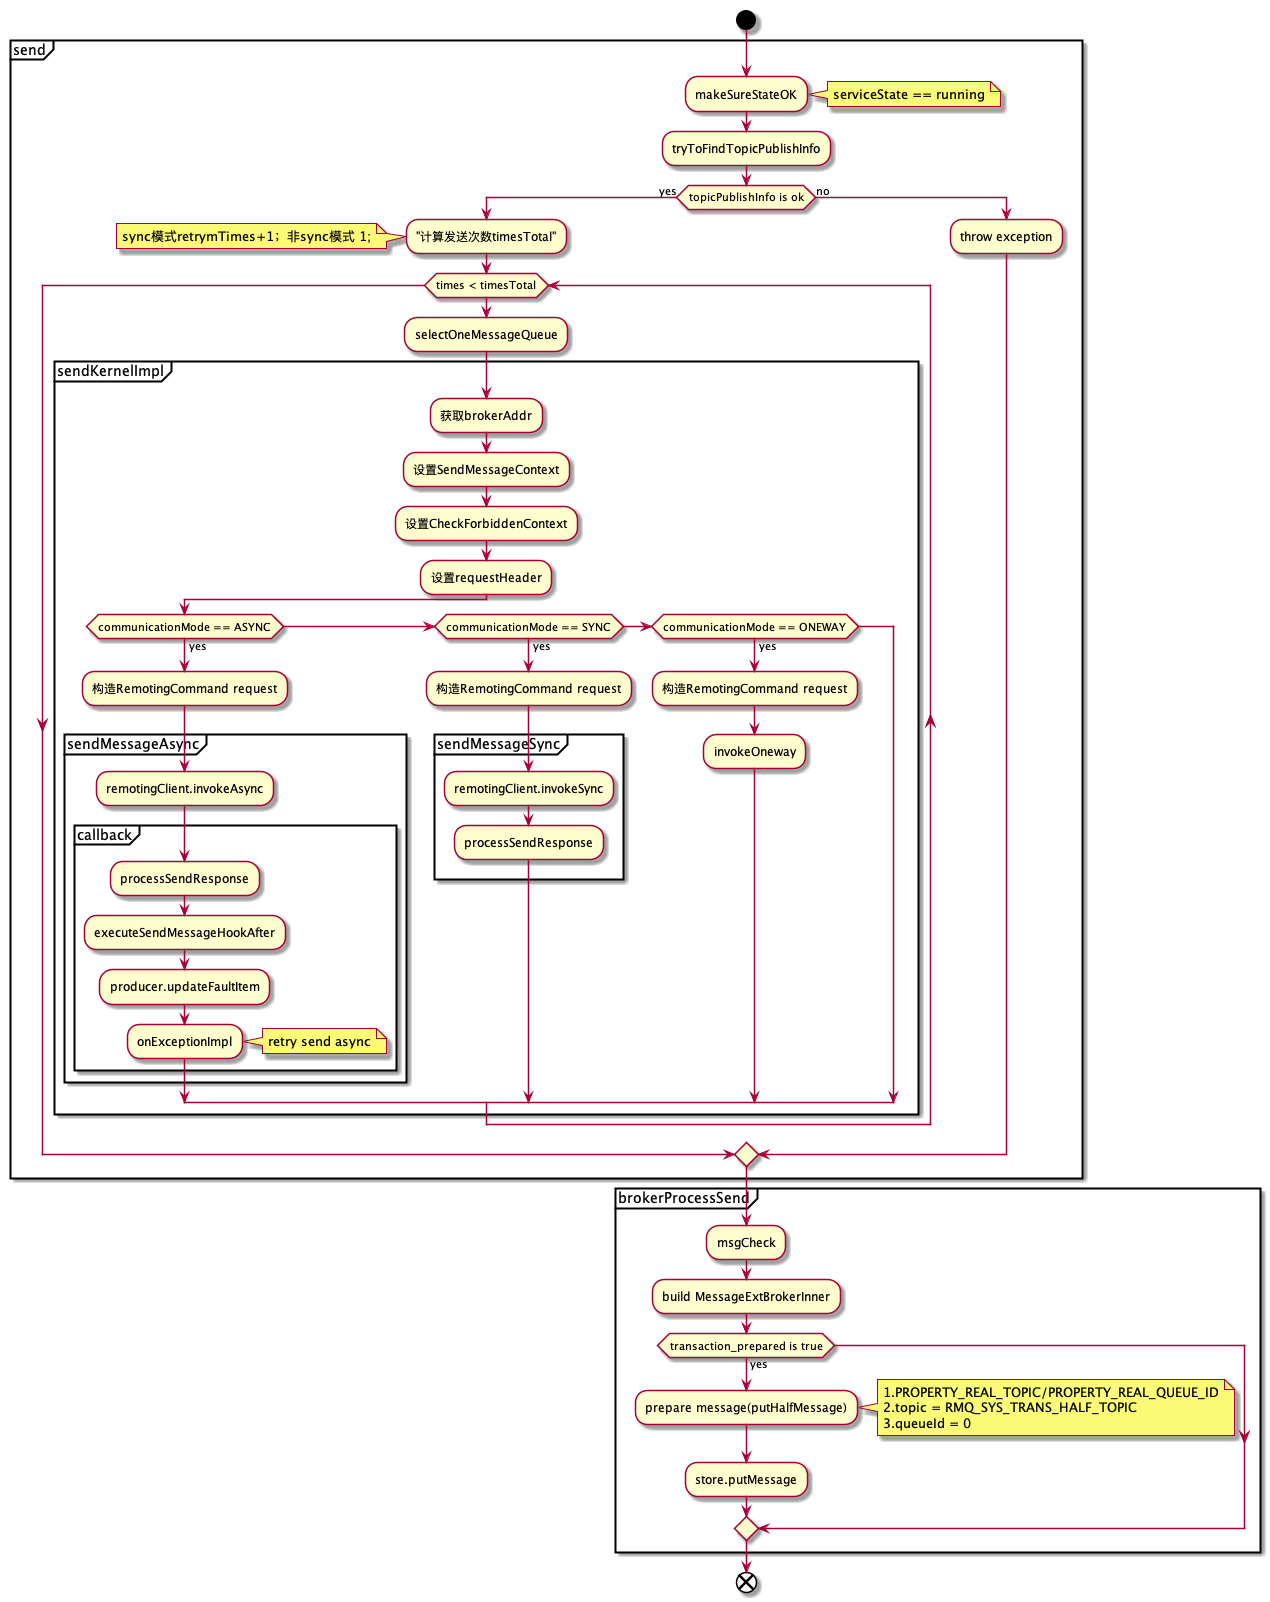 send
makeSureStateOK
serviceState == running
tryToFindTopicPublishInfo
yes
topicPublishInfo is ok
no
sync模式retrymTimes+1；非sync模式 1;
"计算发送次数timesTotal"
throw exception
times < timesTotal
selectOneMessageQueue
sendKernelImpl
获取brokerAddr
设置SendMessageContext
设置CheckForbiddenContext
设置requestHeader
communicationMode == ASYNC
communicationMode == SYNC
communicationMode == ONEWAY
yes
yes
yes
构造RemotingCommand request
构造RemotingCommand request
构造RemotingCommand request
sendMessageAsync
sendMessageSync
invokeOneway
remotingClient.invokeAsync
remotingClient.invokeSync
callback
processSendResponse
processSendResponse
executeSendMessageHookAfter
producer.updateFaultItem
onExceptionImpl
retry send async
brokerProcessSend
msgCheck
build MessageExtBrokerInner
transaction_prepared is true
yes
prepare message(putHalfMessage)
1.PROPERTY_REAL_TOPIC/PROPERTY_REAL_QUEUE_ID
2.topic = RMQ_SYS_TRANS_HALF_TOPIC
3.queueId = 0
store.putMessage